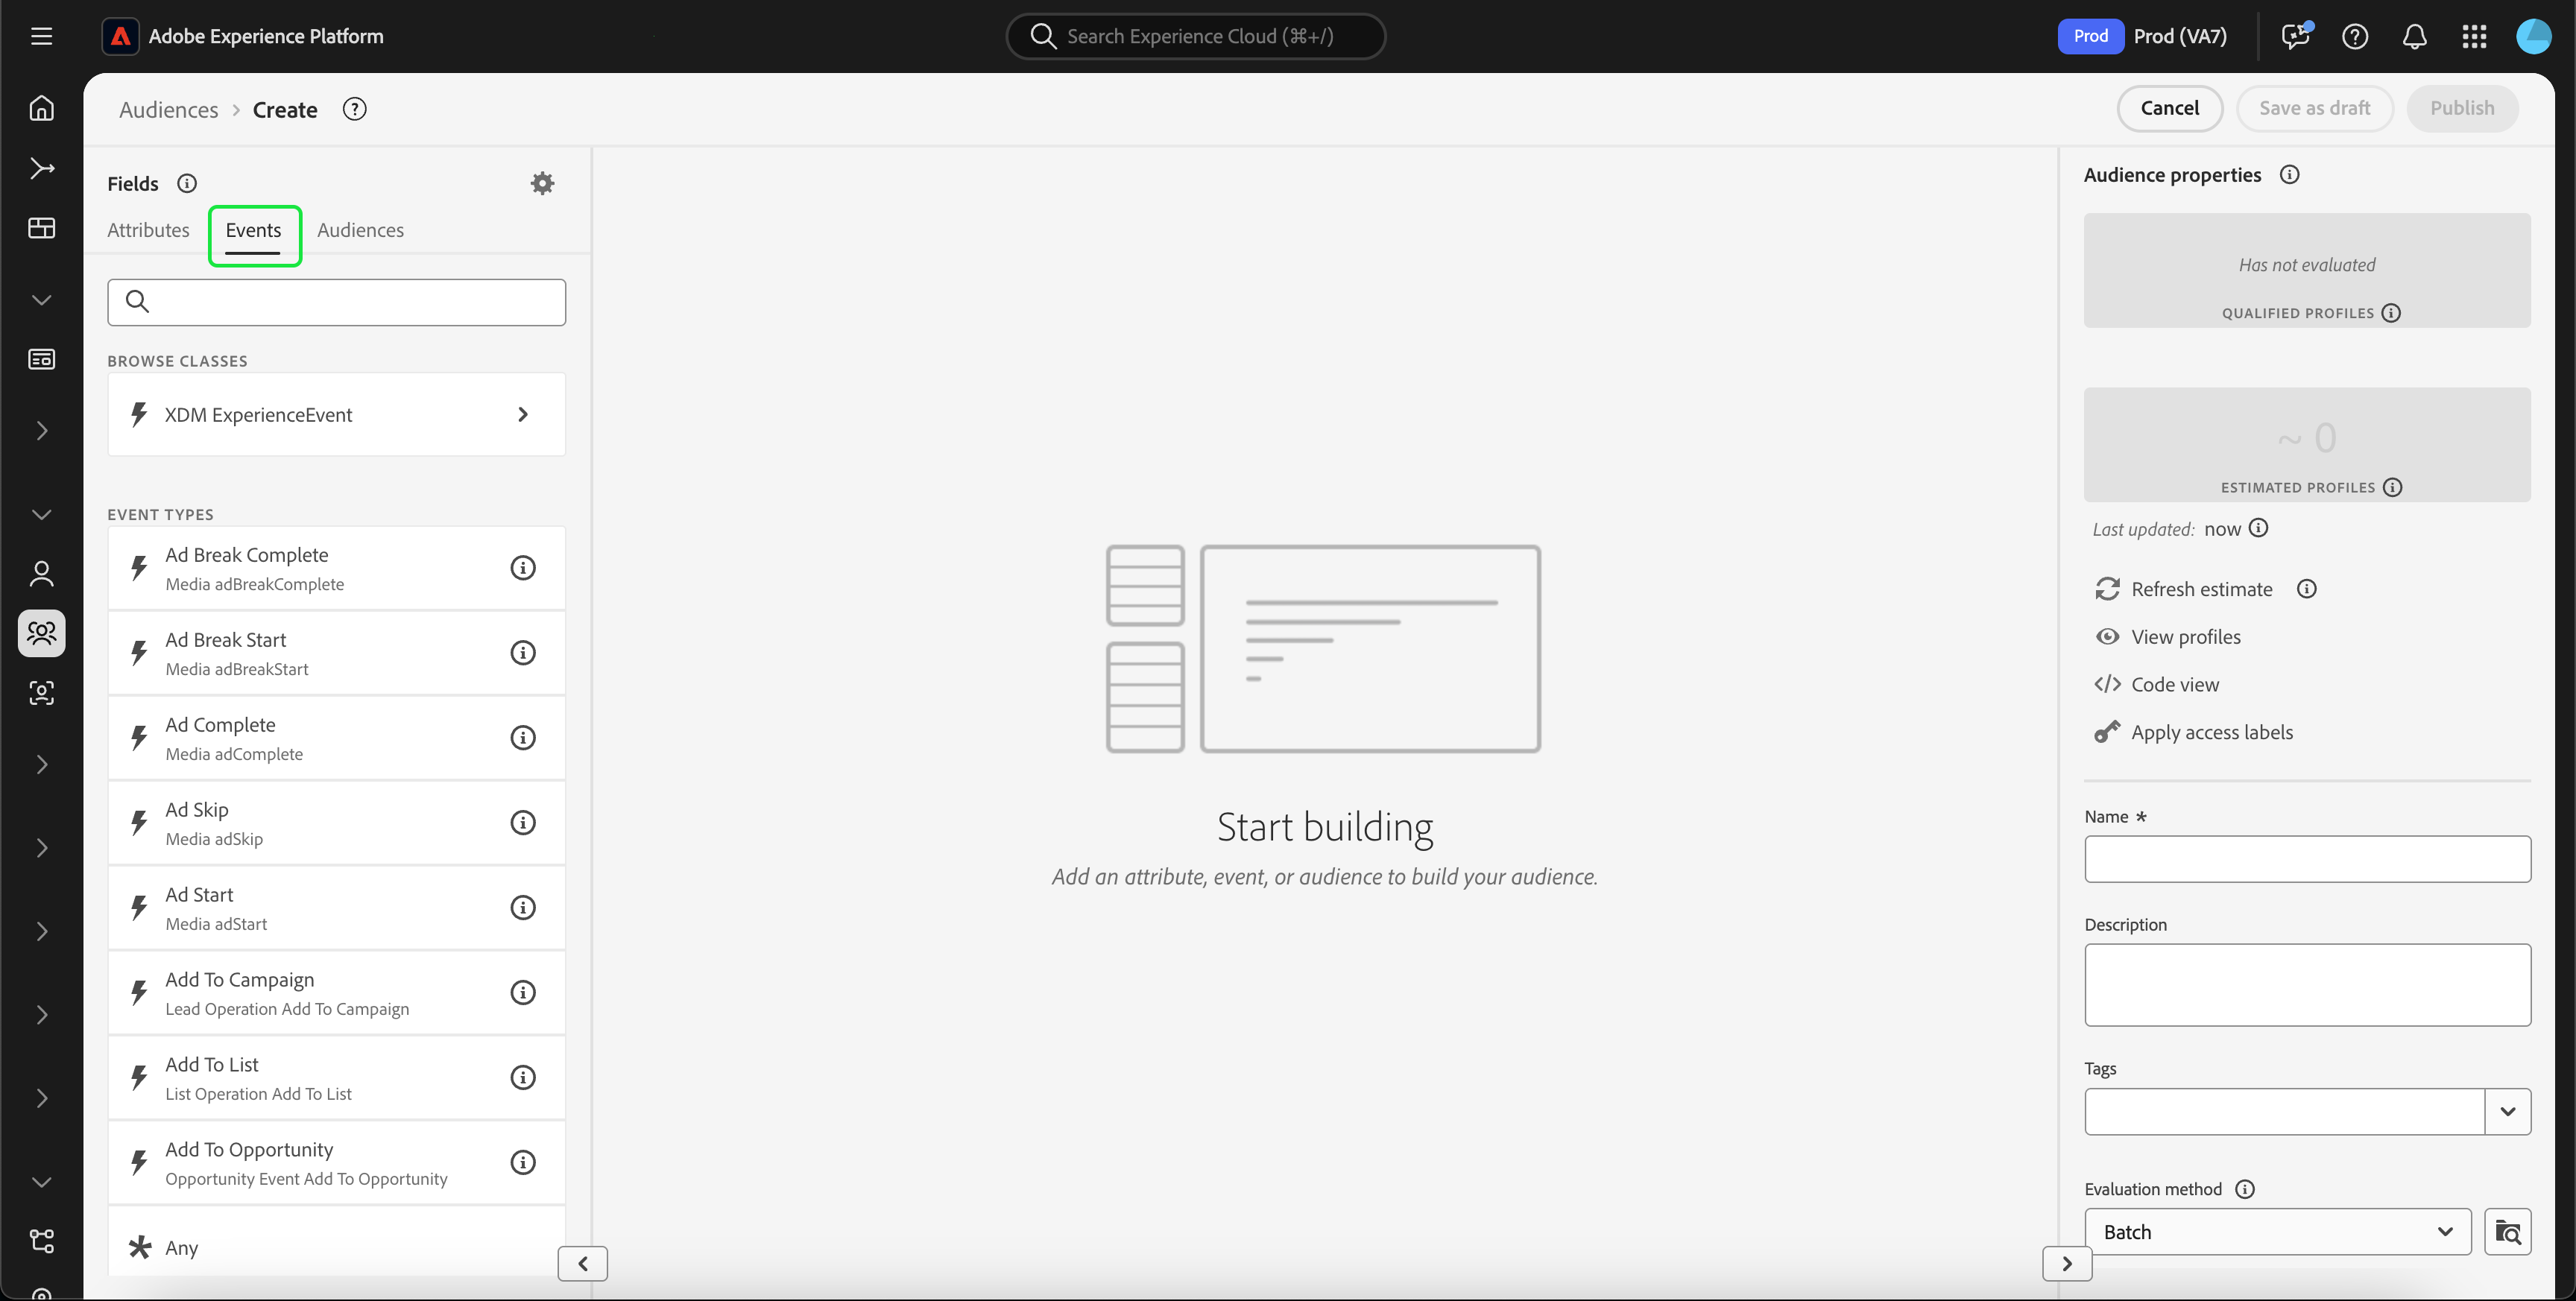 Adobe Experience Platform
Search Experience Cloud (⌘+/)
Prod
Prod (VA7)
Audiences > Create
Cancel
Save as draft
Publish
Fields
Attributes
Events
Audiences
BROWSE CLASSES
XDM ExperienceEvent
EVENT TYPES
Ad Break Complete
Media adBreakComplete
Ad Break Start
Media adBreakStart
Ad Complete
Media adComplete
Ad Skip
Media adSkip
Ad Start
Media adStart
Add To Campaign
Lead Operation Add To Campaign
Add To List
List Operation Add To List
Add To Opportunity
Opportunity Event Add To Opportunity
Any
Start building
Add an attribute, event, or audience to build your audience.
Audience properties
Has not evaluated
QUALIFIED PROFILES
~ 0
ESTIMATED PROFILES
Last updated: now
Refresh estimate
View profiles
Code view
Apply access labels
Name *
Description
Tags
Evaluation method
Batch